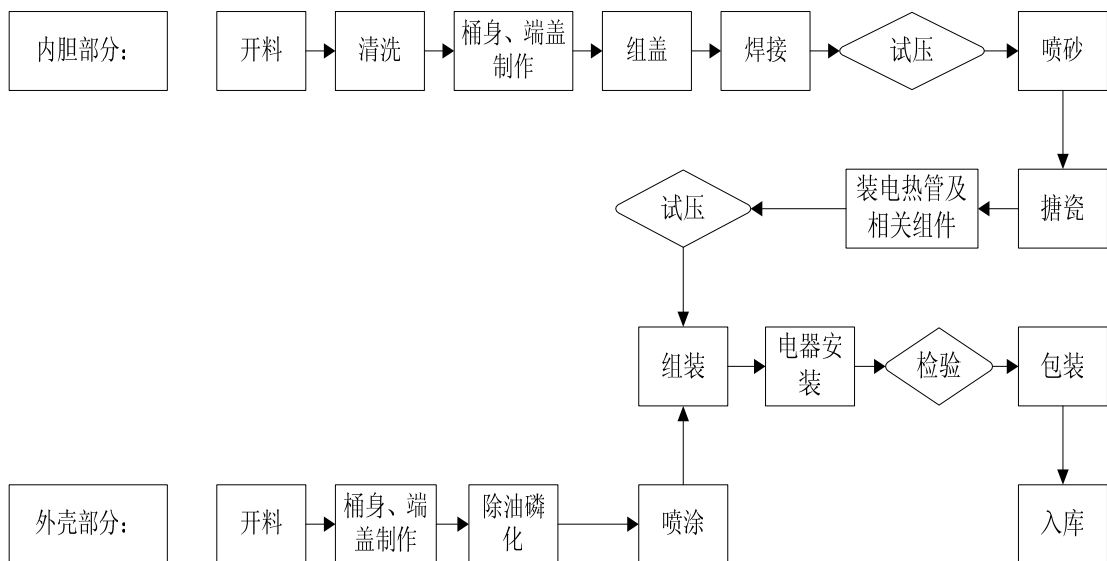 内胆部分：
开料
清洗
桶身、端盖
制作
组盖
焊接
试压
喷砂
试压
装电热管及
相关组件
搪瓷
组装
电器安
装
检验
包装
外壳部分：
开料
桶身、端
盖制作
除油磷
化
喷涂
入库